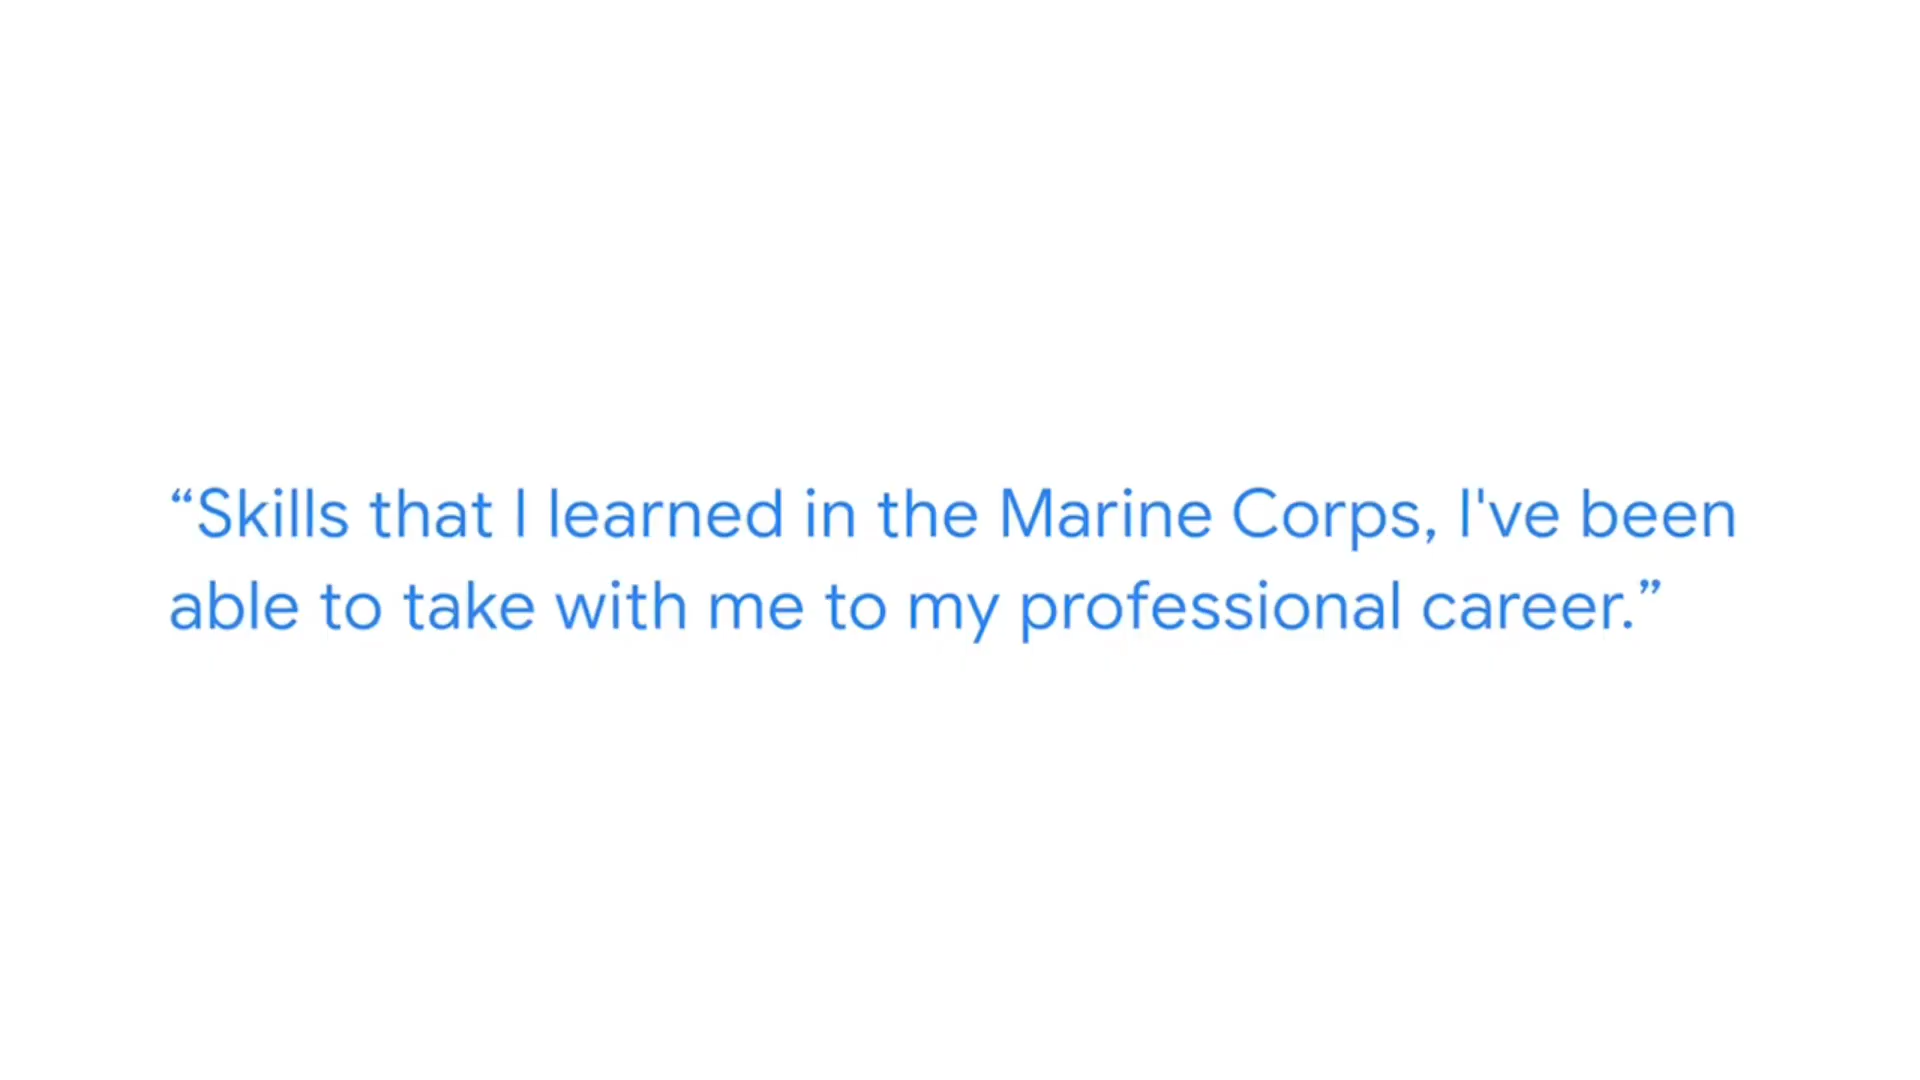 “Skills that I learned in the Marine Corps, I've been
able to take with me to my professional career.”